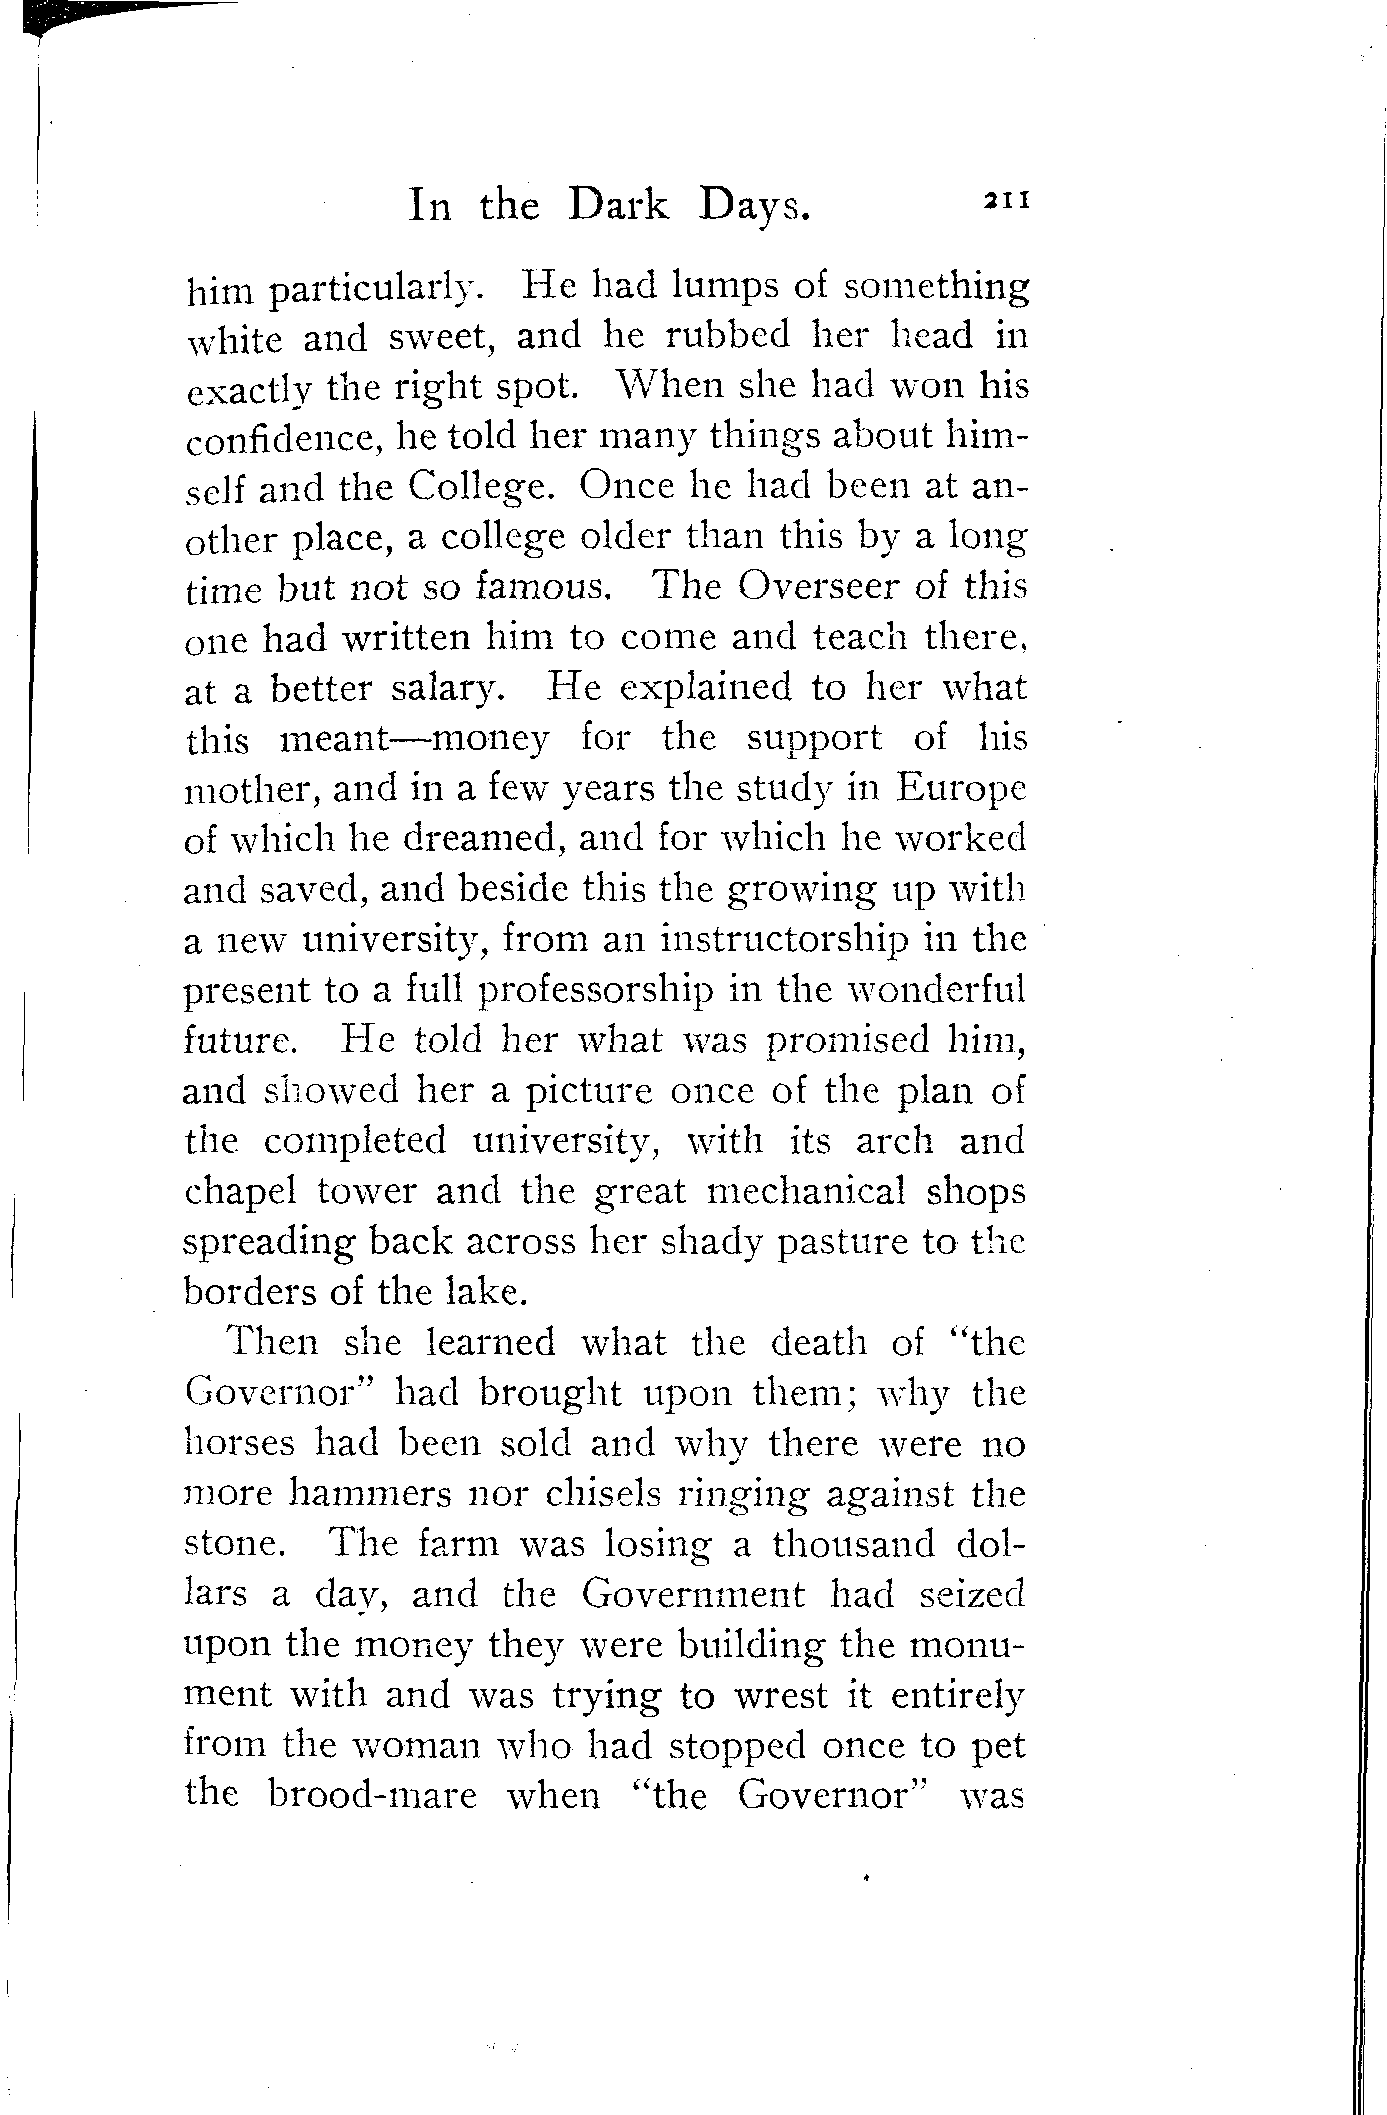 In the Dark Days. 211
him particularly. He had lumps of something
white and sweet, and he rubbed her head in
exactly the right spot. When she had won his
confidence, he told her many things about him-
self and the College. Once he had been at an-
other place, a college older than this by a long
time but not so famous. The Overseer of this
one had written him to come and teach there,
at a better salary. He explained to her what
this meant—money for the support of his
mother, and in a few years the study in Europe
of which he dreamed, and for which he worked
and saved, and beside this the growing up with
a new university, from an instructorship in the
present to a full professorship in the wonderful
future. He told her what was promised him,
and showed her a picture once of the plan of
the completed university, with its arch and
chapel tower and the great mechanical shops
spreading back across her shady pasture to the
borders of the lake.
Then she learned what the death of “the
Governor” had brought upon them; why the
horses had been sold and why there were no
more hammers nor chisels ringing against the
stone. The farm was losing a thousand dol-
lars a day, and the Government had seized
upon the money they were building the monu-
ment with and was trying to wrest it entirely
from the woman who had stopped once to pet
the brood-mare when “the Governor” was